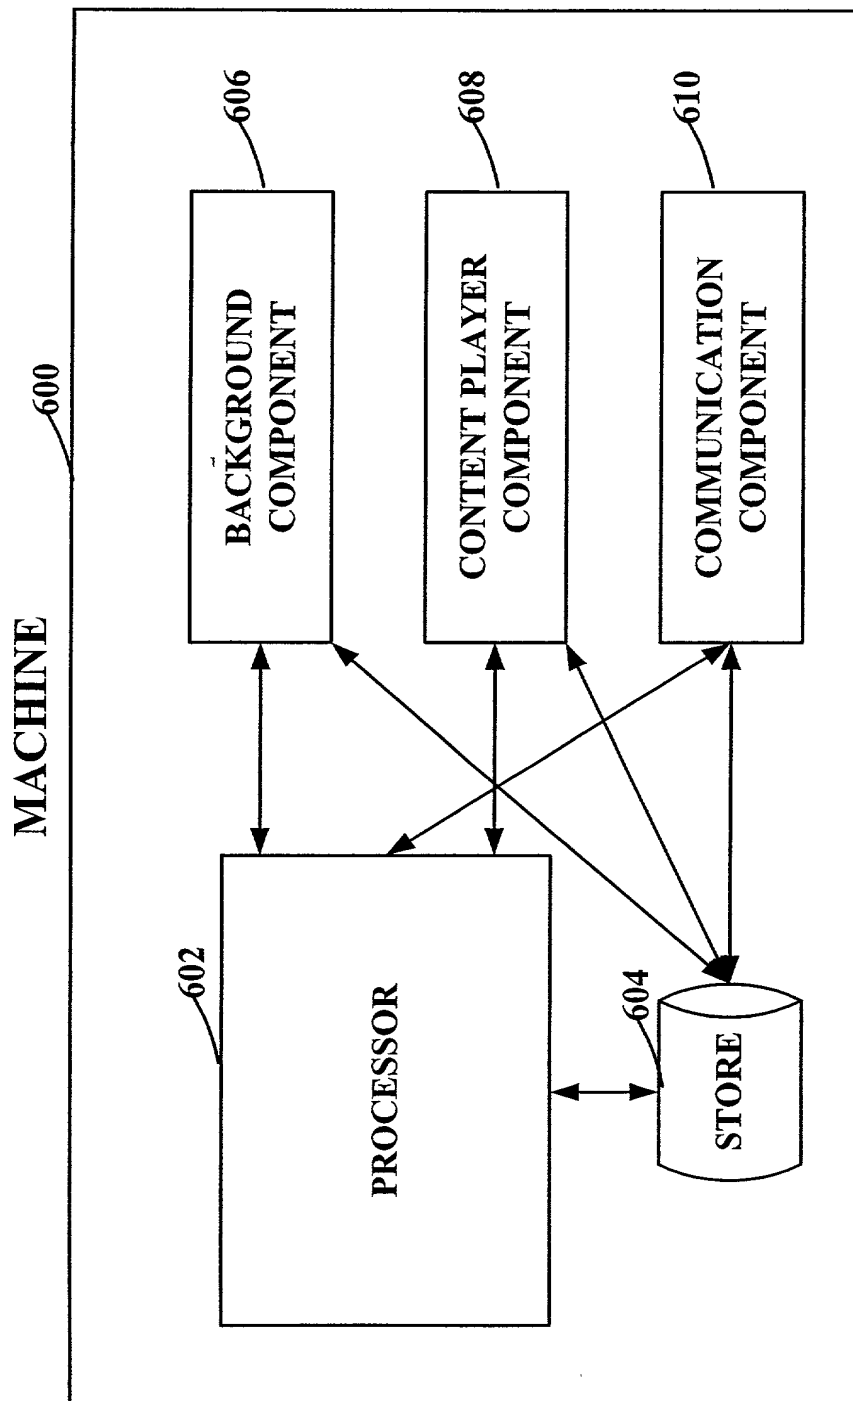 MACHINE
600
602
PROCESSOR
604
STORE
606
BACKGROUND
COMPONENT
608
CONTENT PLAYER
COMPONENT
610
COMMUNICATION
COMPONENT